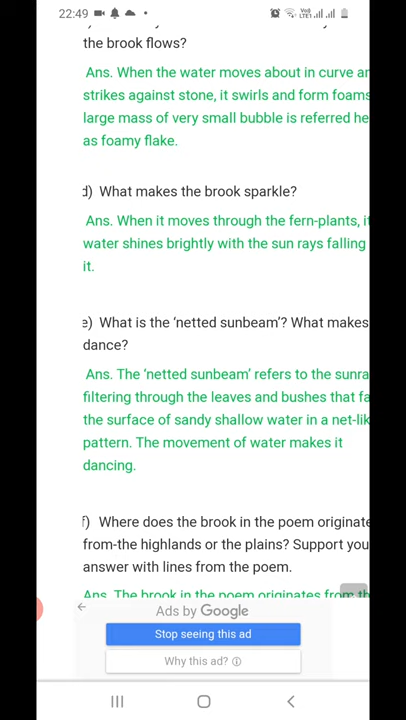 22:49
the brook flows?
Ans. When the water moves about in curve ar
strikes against stone, it swirls and form foams
large mass of very small bubble is referred he
as foamy flake.
d) What makes the brook sparkle?
Ans. When it moves through the fern-plants, it
water shines brightly with the sun rays falling
it.
e) What is the ‘netted sunbeam’? What makes
dance?
Ans. The ‘netted sunbeam’ refers to the sunra
filtering through the leaves and bushes that fa
the surface of sandy shallow water in a net-lik
pattern. The movement of water makes it
dancing.
f) Where does the brook in the poem originate
from-the highlands or the plains? Support you
answer with lines from the poem.
Ans. The brook in the poem originates from th
Ads by Google
Stop seeing this ad
Why this ad?